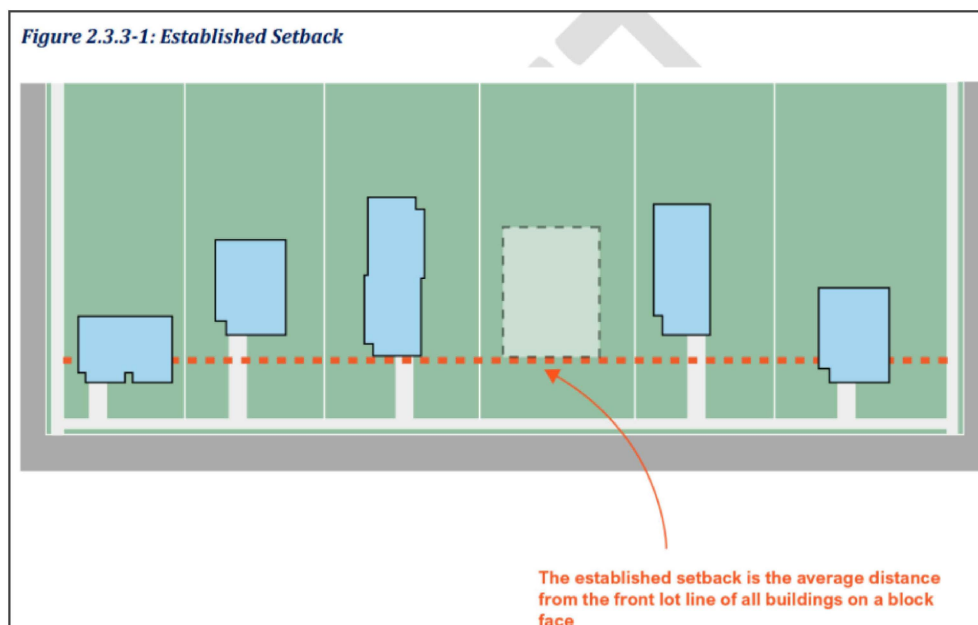 Figure 2.3.3-1: Established Setback
The established setback is the average distance
from the front lot line of all buildings on a block
face